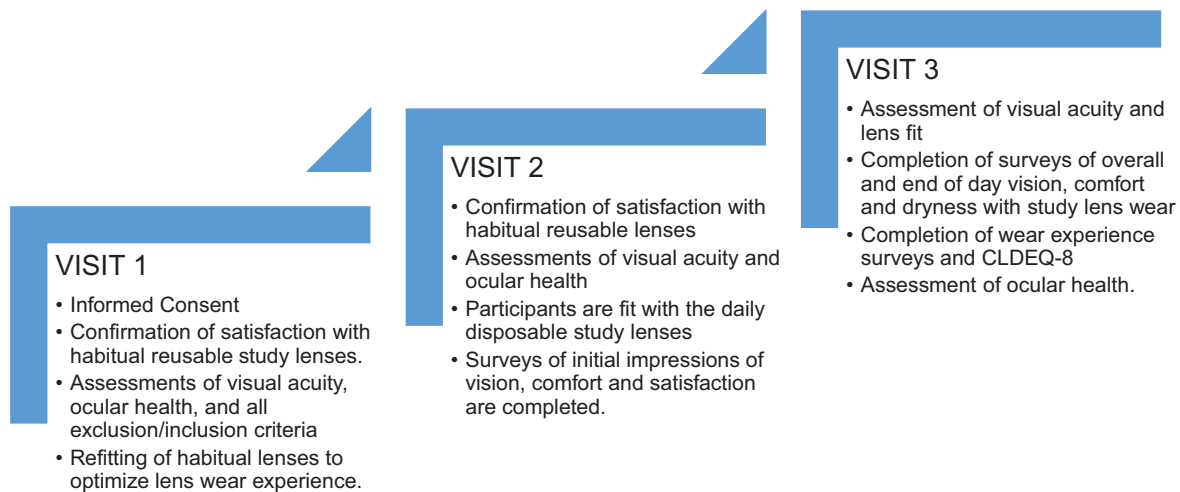 VISIT 1
• Informed Consent
• Confirmation of satisfaction with
habitual reusable study lenses.
• Assessments of visual acuity,
ocular health, and all
exclusion/inclusion criteria
• Refitting of habitual lenses to
optimize lens wear experience.
VISIT 2
• Confirmation of satisfaction with
habitual reusable lenses
• Assessments of visual acuity and
ocular health
• Participants are fit with the daily
disposable study lenses
• Surveys of initial impressions of
vision, comfort and satisfaction
are completed.
VISIT 3
• Assessment of visual acuity and
lens fit
• Completion of surveys of overall
and end of day vision, comfort
and dryness with study lens wear
• Completion of wear experience
surveys and CLDEQ-8
• Assessment of ocular health.